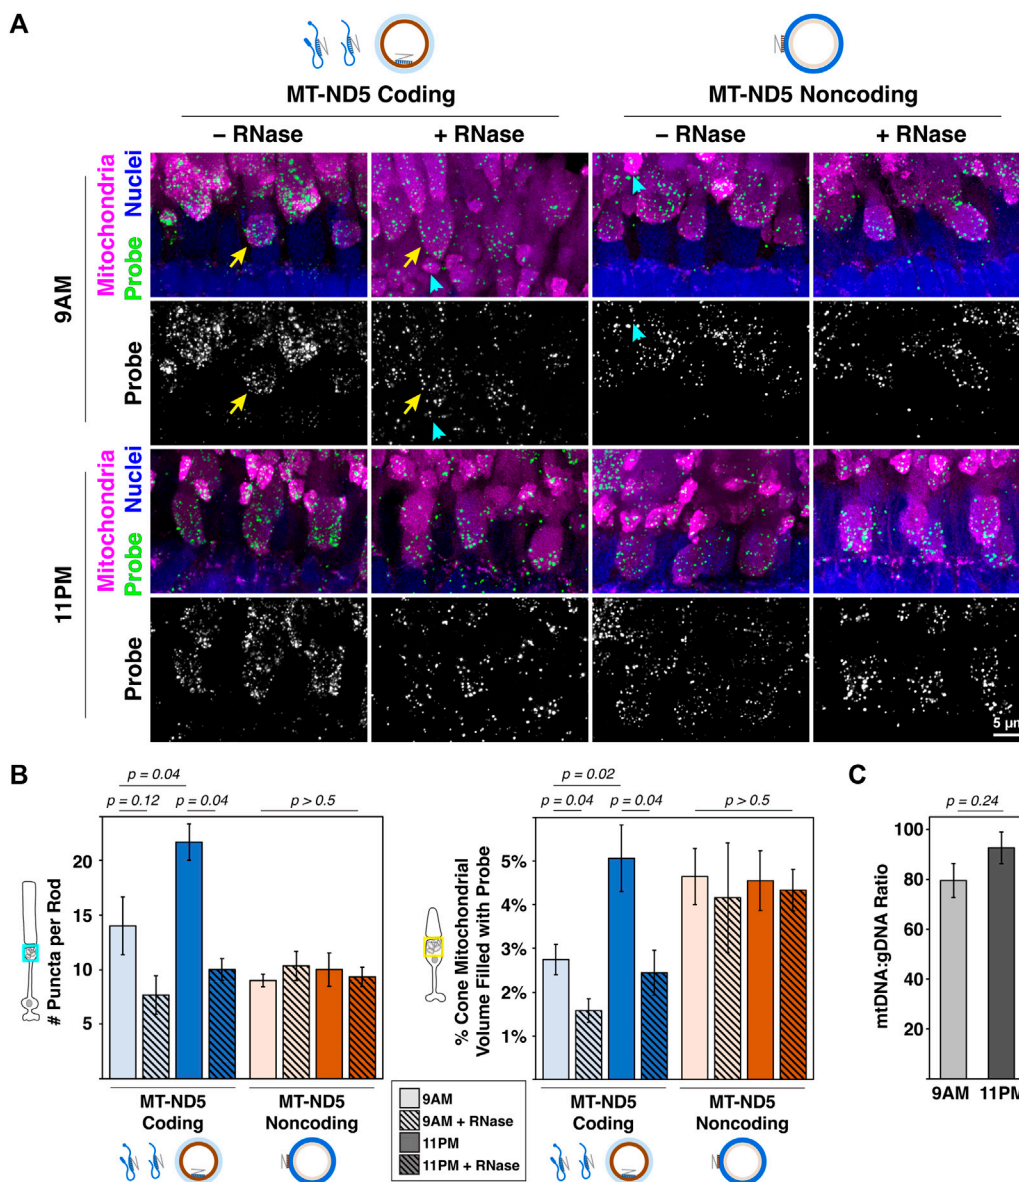 A
MT-ND5 Coding
MT-ND5 Noncoding
– RNase
+ RNase
– RNase
+ RNase
9AM
Mitochondria
Probe Nuclei
Probe
11PM
Mitochondria
Probe Nuclei
Probe
5 µm
B
# Puncta per Rod
20
15
10
5
p = 0.04
p = 0.12
p = 0.04
p > 0.5
MT-ND5
Coding
MT-ND5
Noncoding
9AM
9AM + RNase
11PM
11PM + RNase
% Cone Mitochondrial
Volume Filled with Probe
5%
4%
3%
2%
1%
p = 0.02
p = 0.04
p = 0.04
p > 0.5
MT-ND5
Coding
MT-ND5
Noncoding
C
mtDNA:gDNA Ratio
100
80
60
40
20
p = 0.24
9AM
11PM